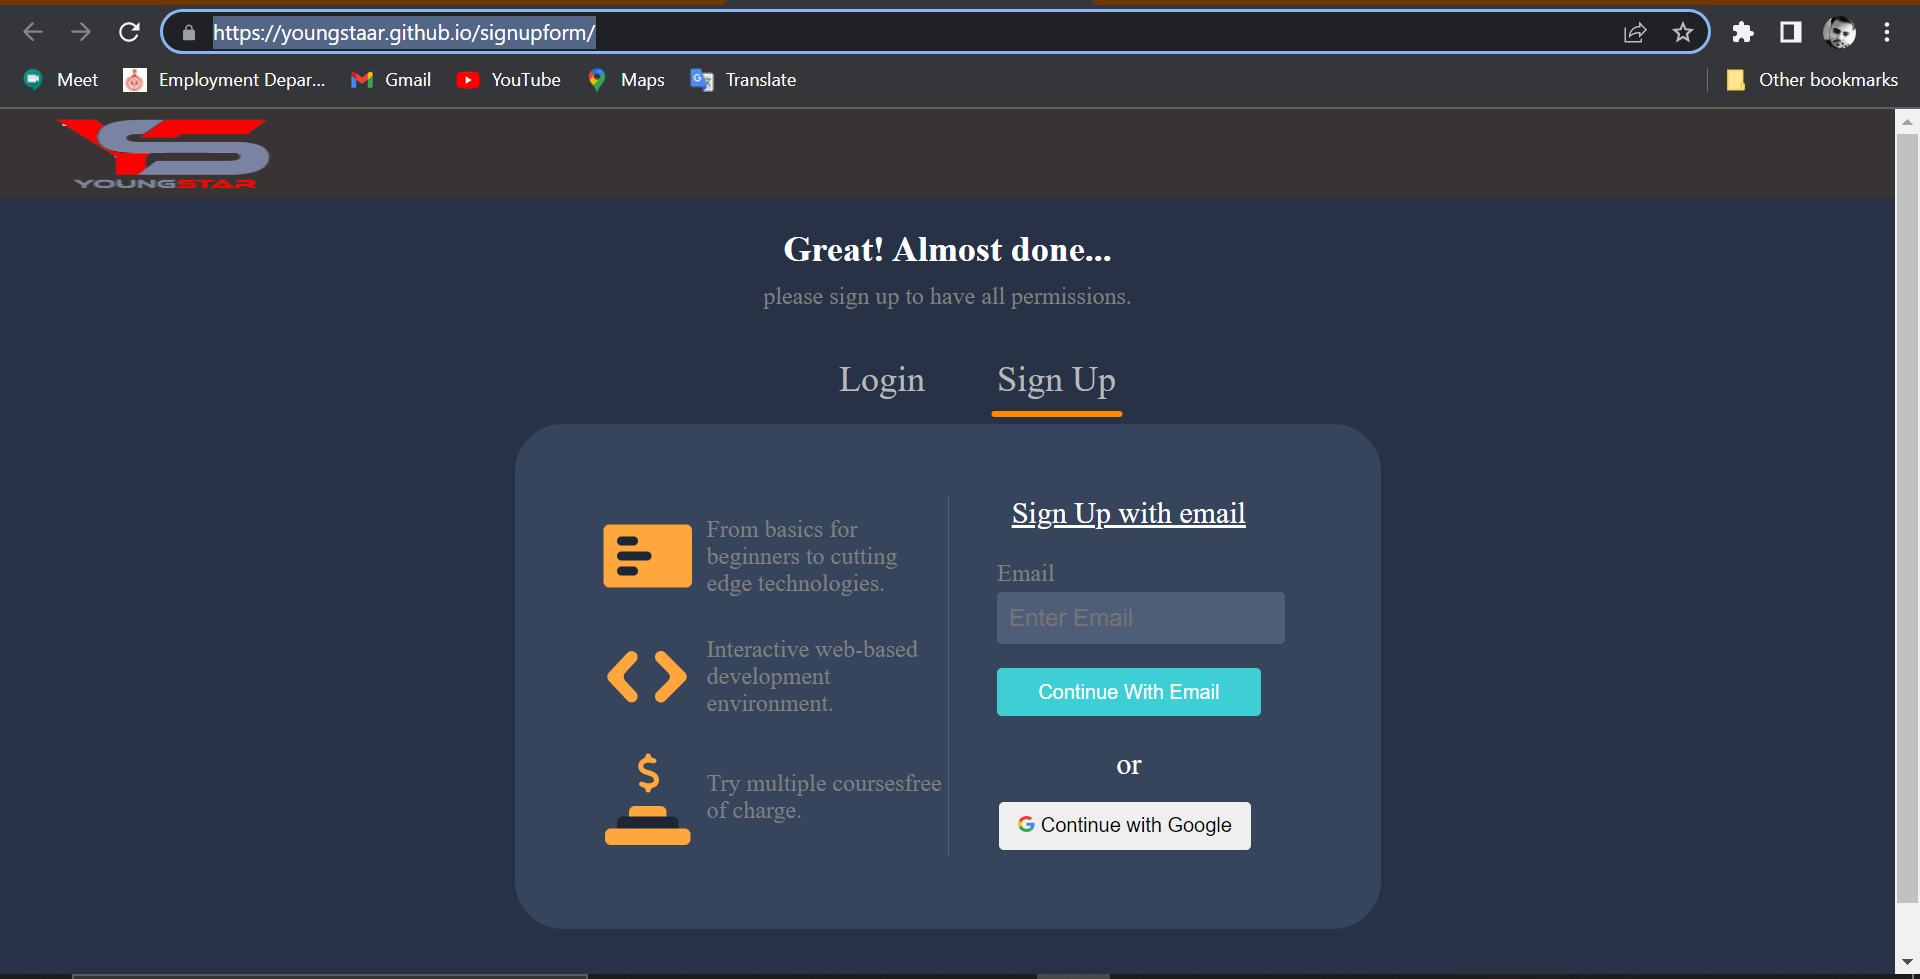 https://youngstaar.github.io/signupform/
Meet Employment Depar... Gmail YouTube Maps Translate Other bookmarks
YS
YOUNGSTAR
Great! Almost done...
please sign up to have all permissions.
Login Sign Up
From basics for
beginners to cutting
edge technologies.
Interactive web-based
development
environment.
Try multiple coursesfree
of charge.
Sign Up with email
Email
Enter Email
Continue With Email
or
Continue with Google